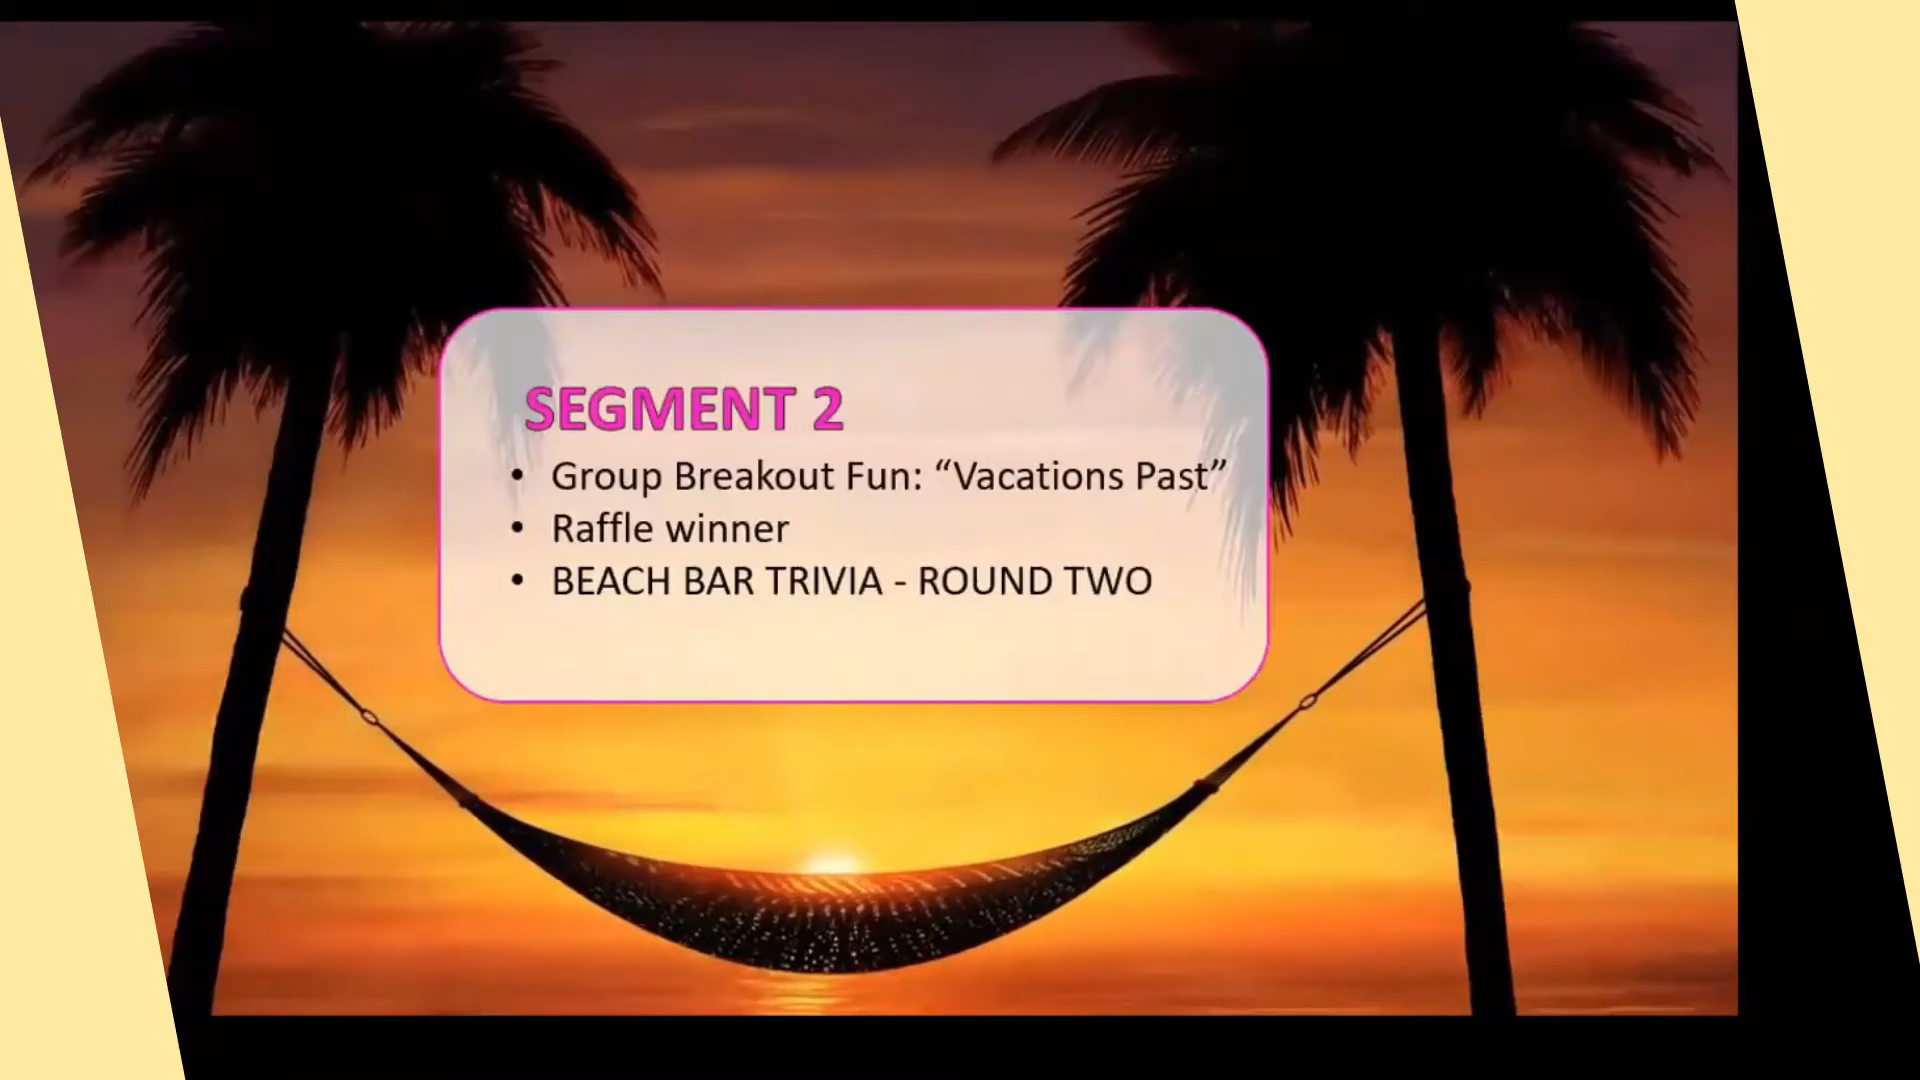 SEGMENT 2
• Group Breakout Fun: “Vacations Past”
• Raffle winner
• BEACH BAR TRIVIA - ROUND TWO